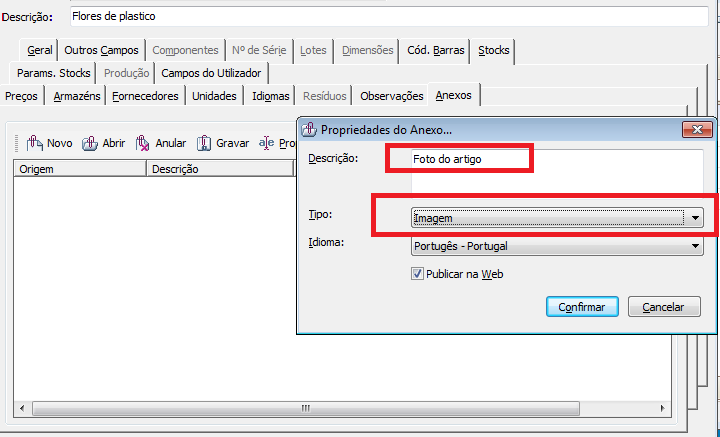 Descrição: Flores de plastico
Geral Outros Campos Componentes Nº de Série Lotes Dimensões Cód. Barras Stocks
Params. Stocks Produção Campos do Utilizador
Preços Armazéns Fornecedores Unidades Idiomas Resíduos Observações Anexos
Propriedades do Anexo...
Novo Abrir Anular Gravar Pro
Origem Descrição
Descrição: Foto do artigo
Tipo: Imagem
Idioma: Portugês - Portugal
Publicar na Web
Confirmar Cancelar